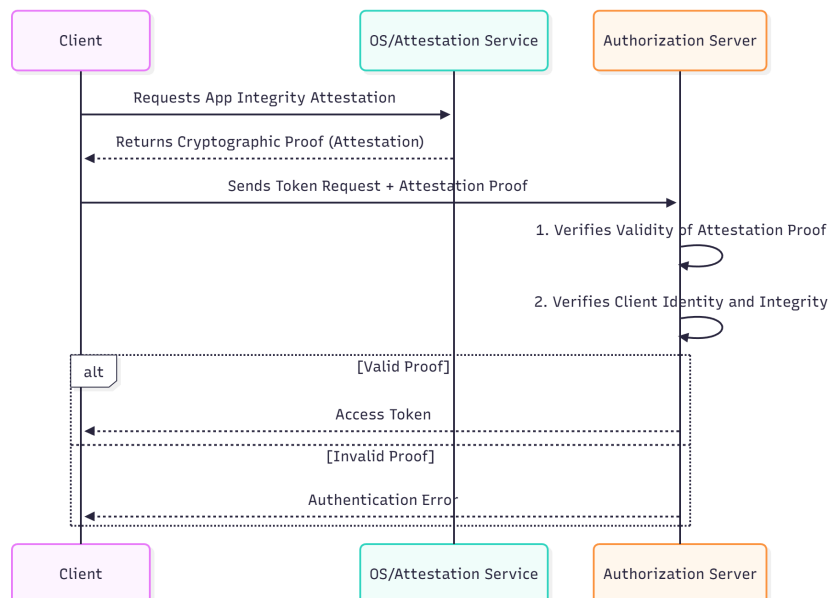 Client
OS/Attestation Service
Authorization Server
Requests App Integrity Attestation
Returns Cryptographic Proof (Attestation)
Sends Token Request + Attestation Proof
1. Verifies Validity of Attestation Proof
2. Verifies Client Identity and Integrity
alt
[Valid Proof]
Access Token
[Invalid Proof]
Authentication Error
Client
OS/Attestation Service
Authorization Server